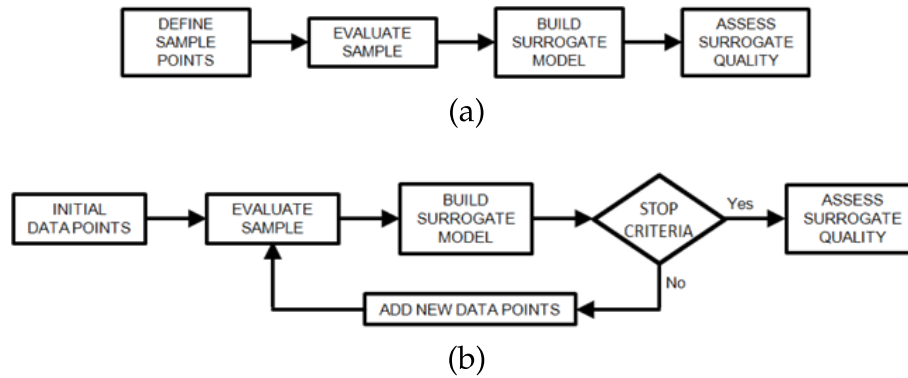 DEFINE
SAMPLE
POINTS
EVALUATE
SAMPLE
BUILD
SURROGATE
MODEL
ASSESS
SURROGATE
QUALITY
(a)
INITIAL
DATA POINTS
EVALUATE
SAMPLE
BUILD
SURROGATE
MODEL
STOP
CRITERIA
Yes
ASSESS
SURROGATE
QUALITY
No
ADD NEW DATA POINTS
(b)